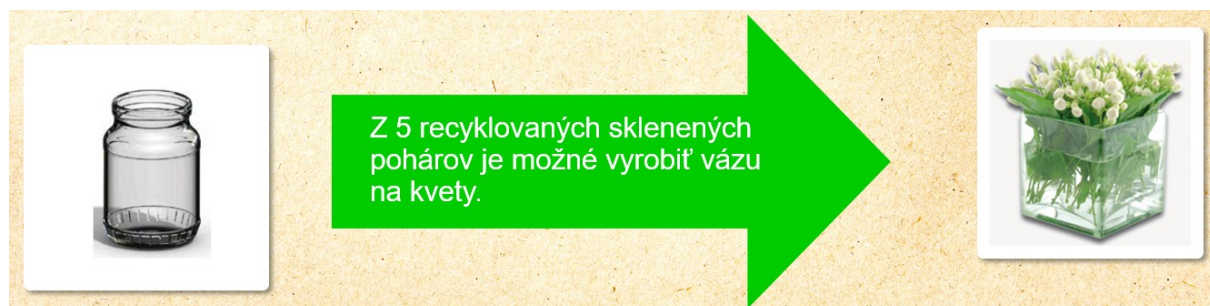 Z 5 recyklovaných sklenených
pohárov je možné vyrobiť vázu
na kvety.